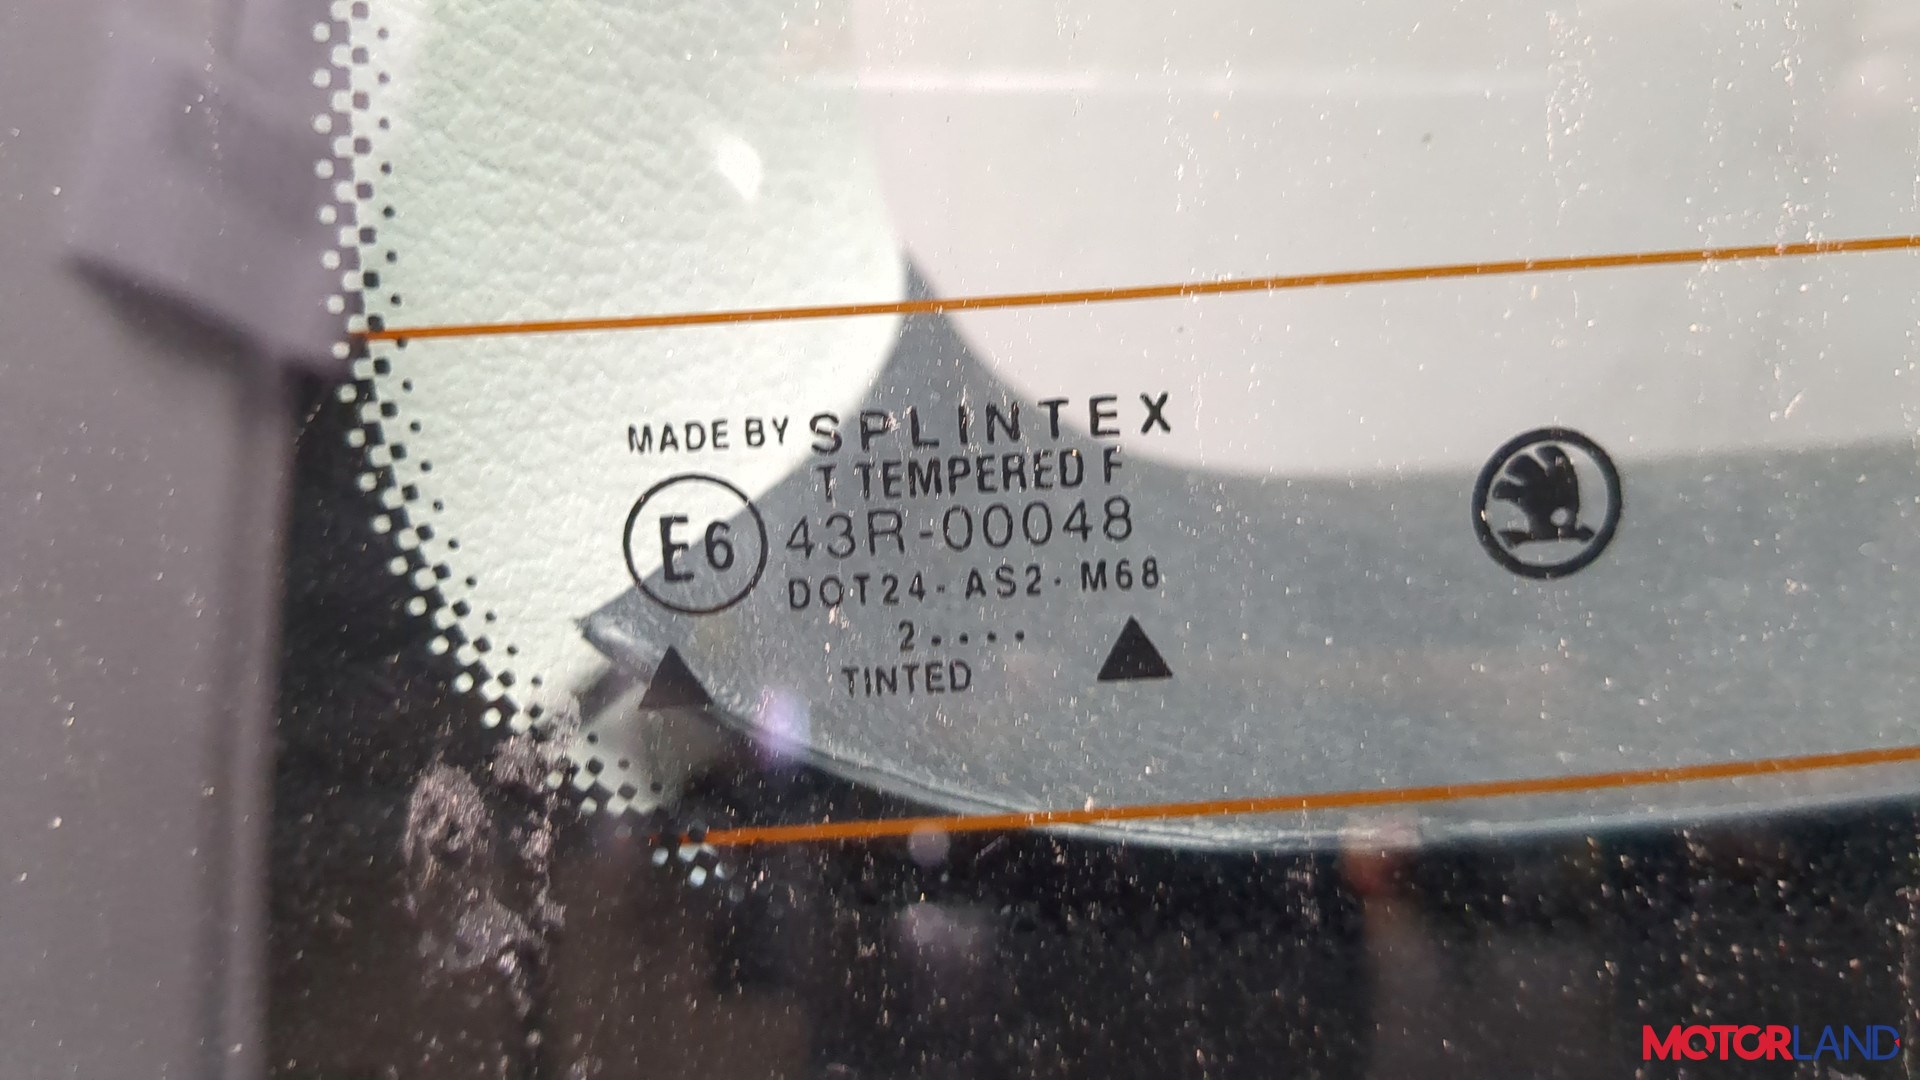 MADE BY SPLINTEX
T TEMPERED F
E6 43R-00048
DOT24 - AS2 · M68
2 ····
TINTED
MOTORLAND